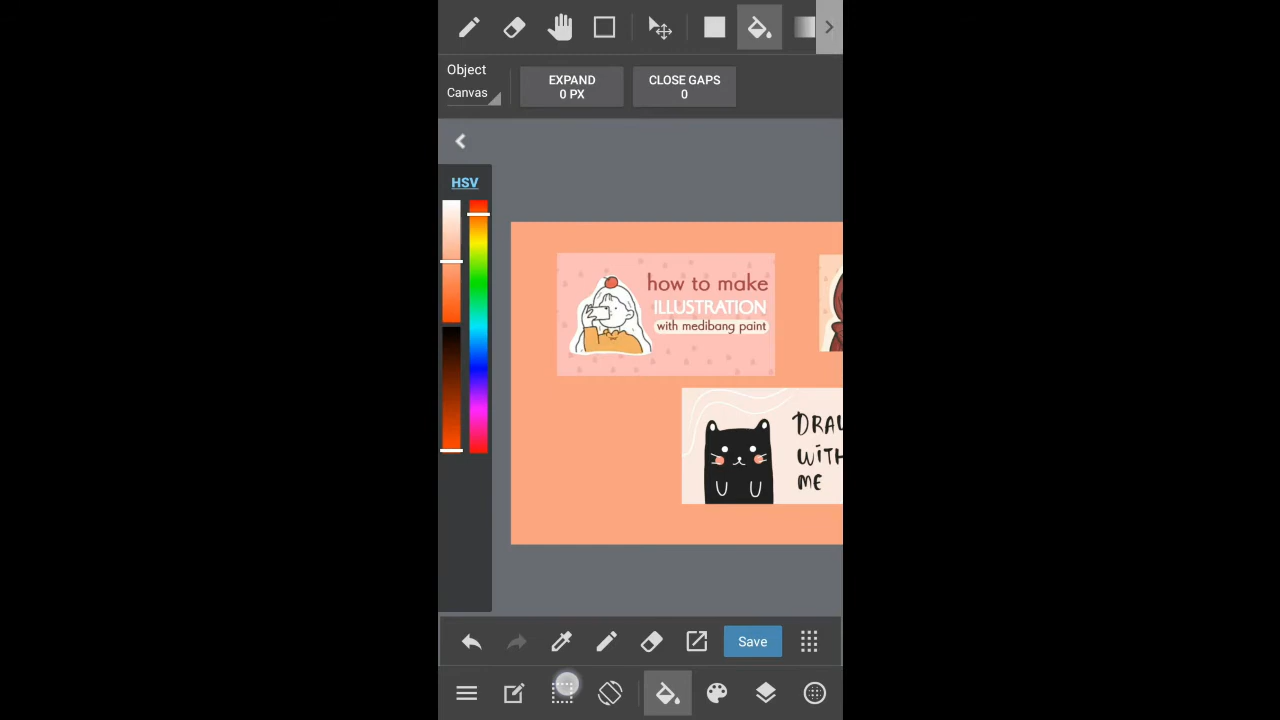 Object
Canvas
EXPAND
0 PX
CLOSE GAPS
0
HSV
how to make
ILLUSTRATION
with medibang paint
WITH
ME
Save